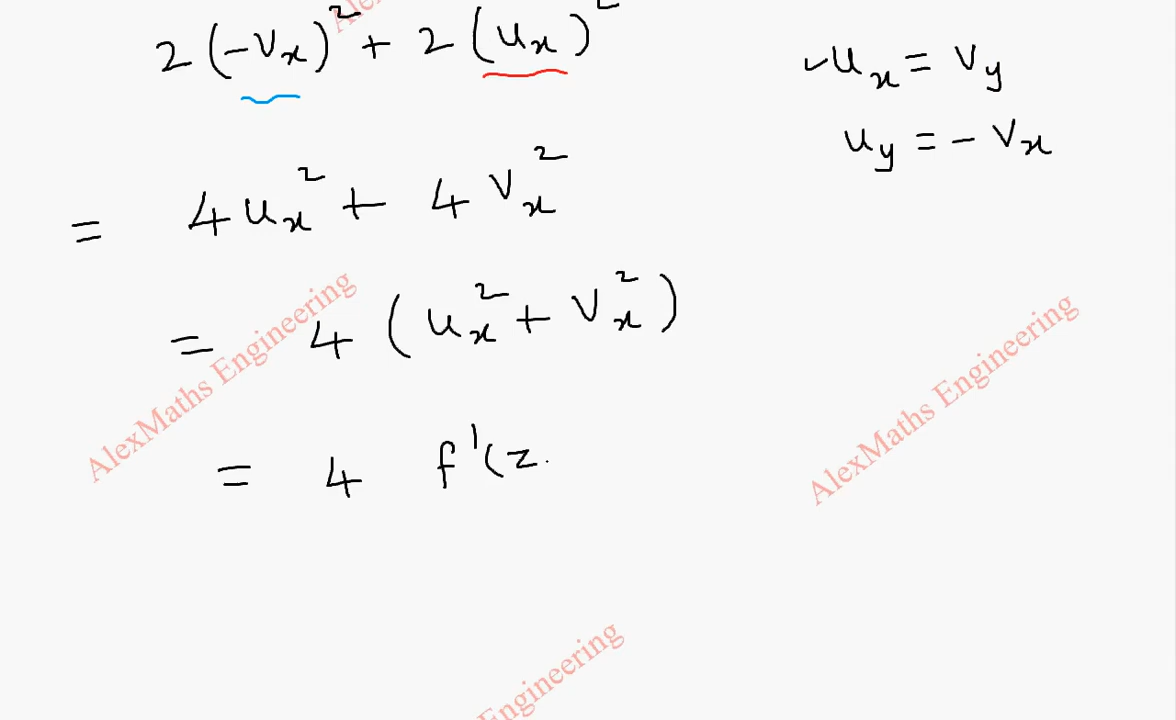 2 (-Vx)² + 2 (ux)²
✓ux = Vy
uy = - Vx
= 4ux² + 4Vx²
= 4 (ux² + Vx²)
= 4 f'(z.
AlexMaths Engineering
AlexMaths Engineering
Engineering